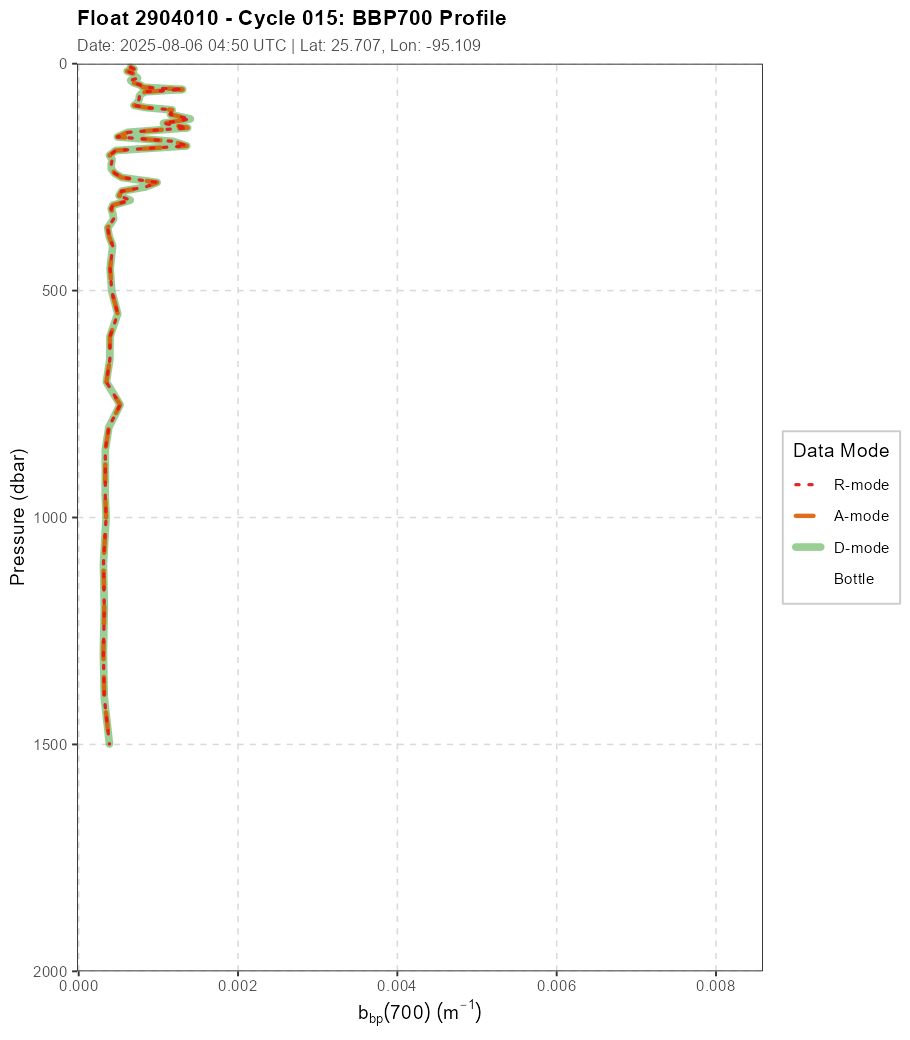 Float 2904010 - Cycle 015: BBP700 Profile
Date: 2025-08-06 04:50 UTC | Lat: 25.707, Lon: -95.109
0
500
1000
1500
2000
Pressure (dbar)
0.000 0.002 0.004 0.006 0.008
b_bp(700) (m⁻¹)
Data Mode
R-mode
A-mode
D-mode
Bottle